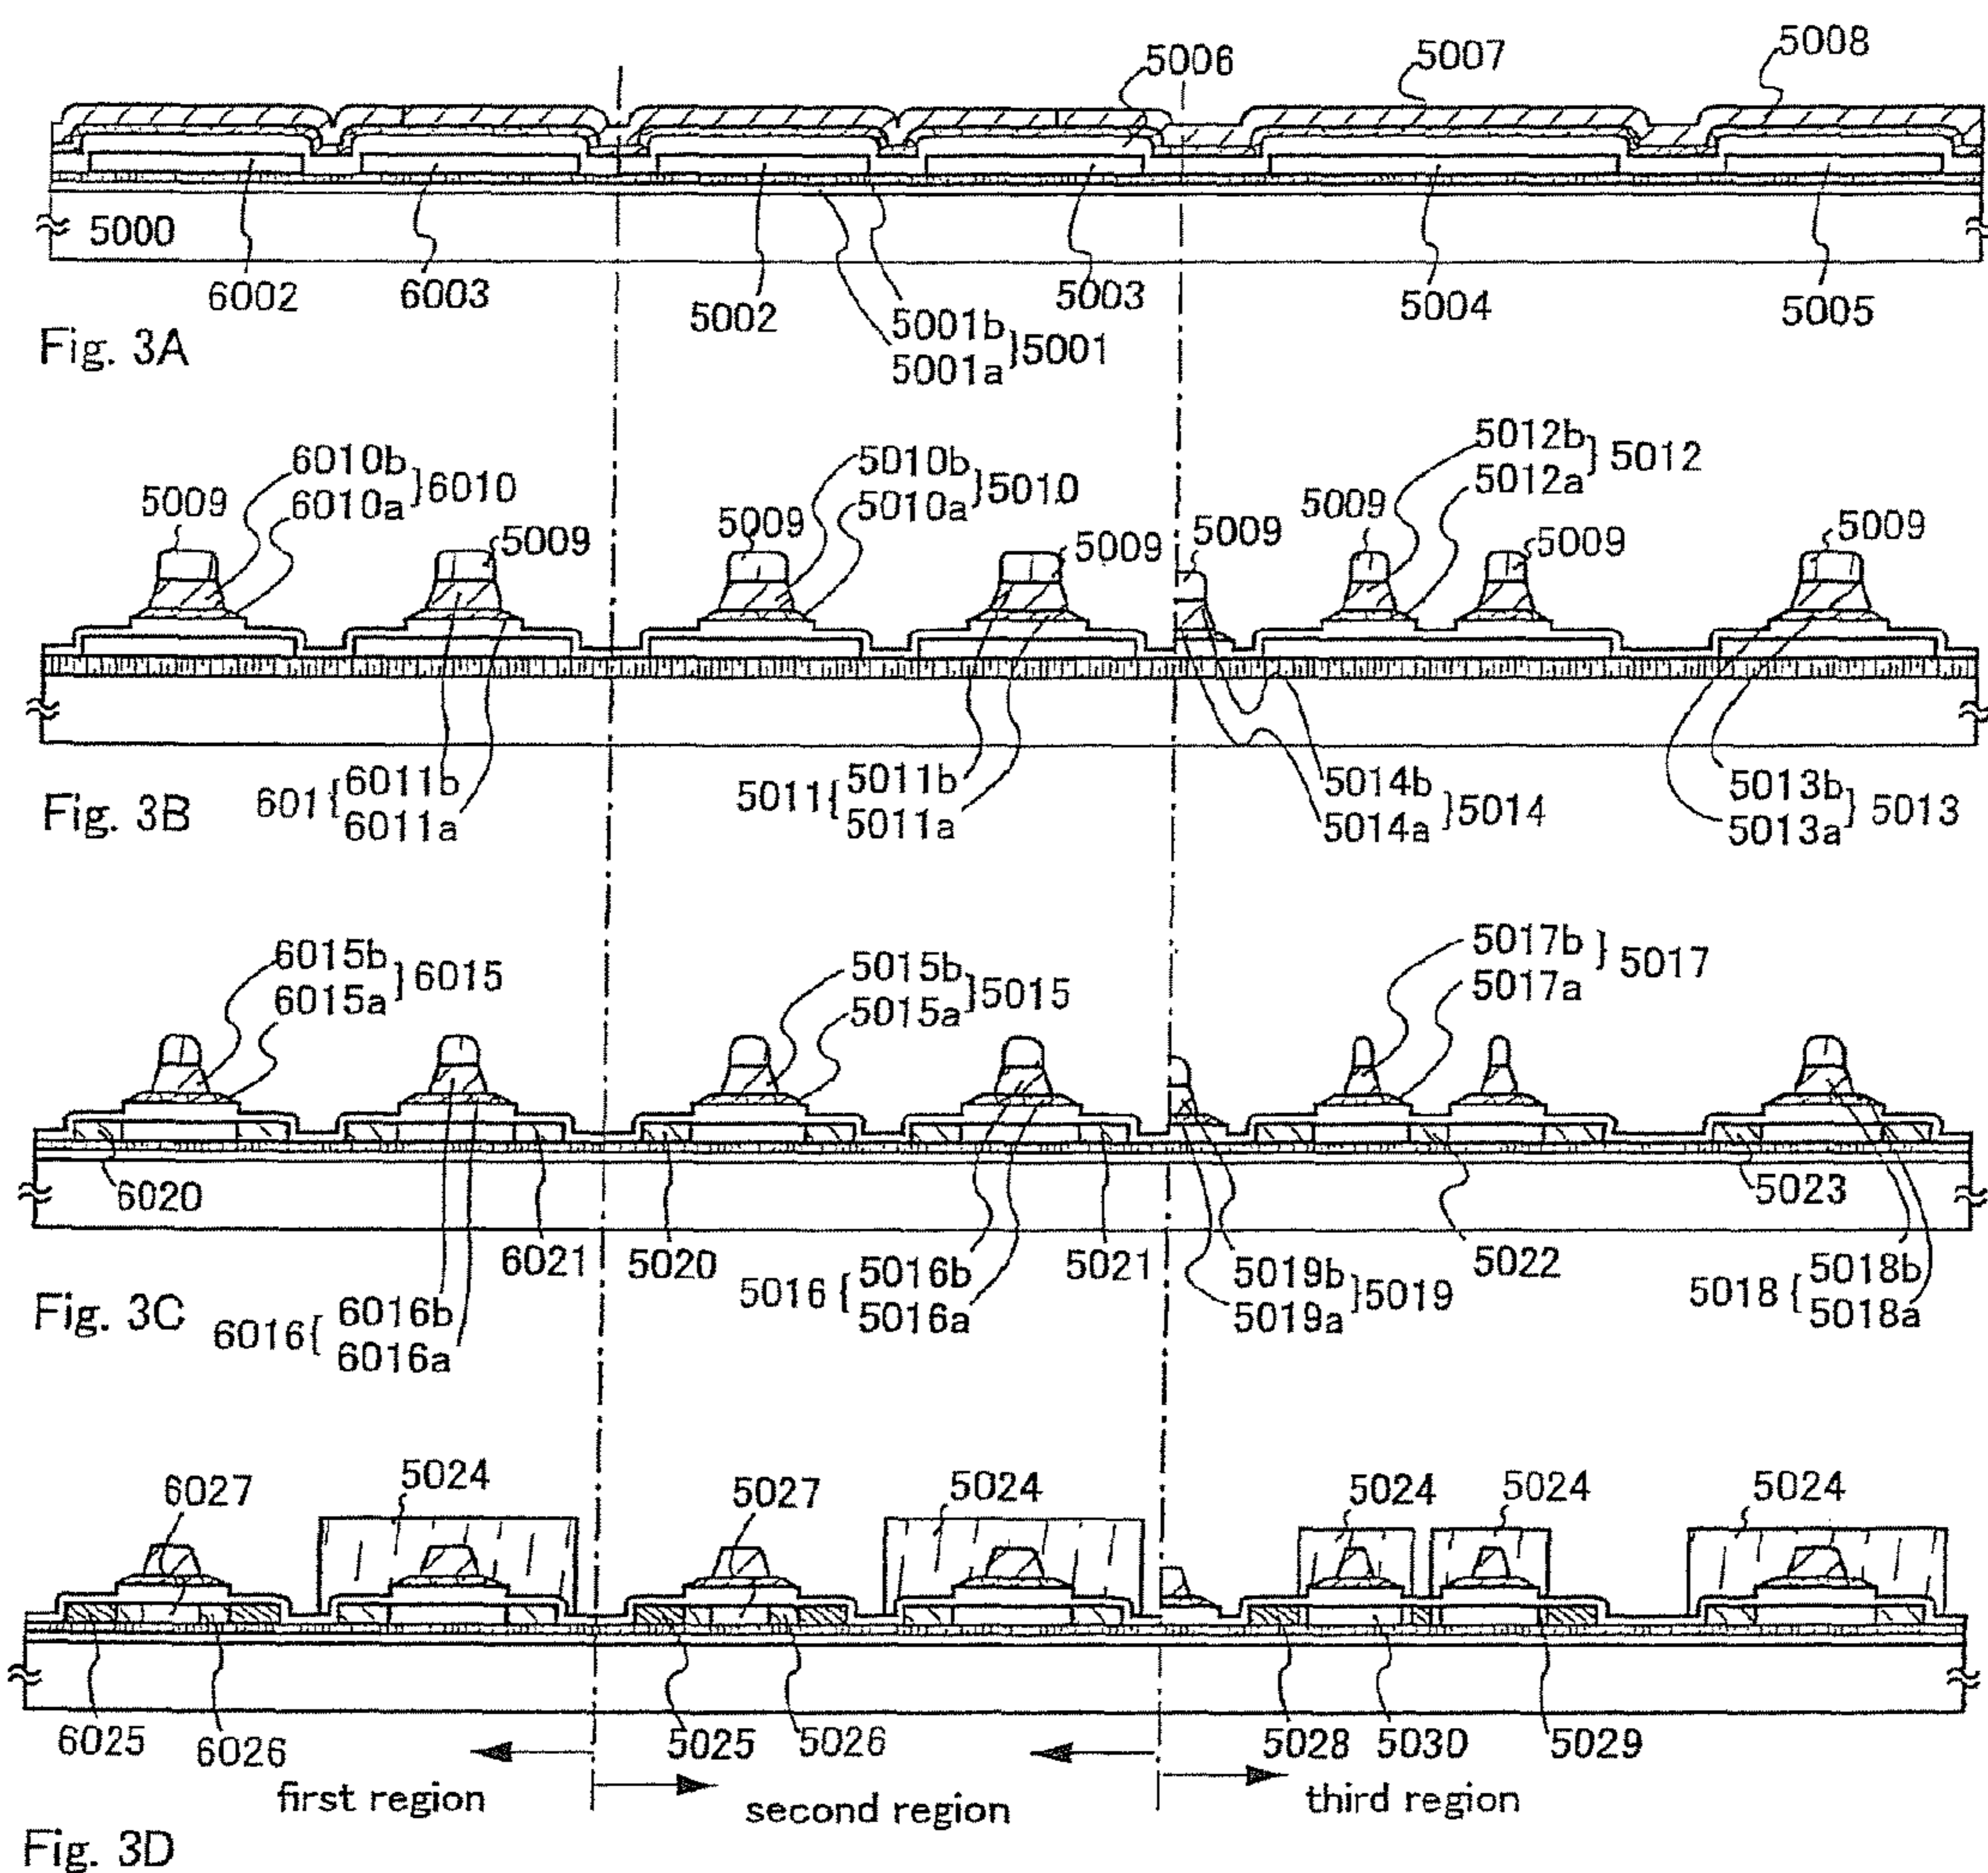 5006 5007 5008
5000
6002 6003 5002 5003 5004 5005
5001b
5001a }5001
Fig. 3A
6010b
6010a }6010
5010b
5010a }5010
5012b
5012a } 5012
5009 5009 5009 5009 5009 5009 5009 5009
601 { 6011b
6011a
5011 { 5011b
5011a
5014b
5014a }5014
5013b
5013a } 5013
Fig. 3B
6015b
6015a }6015
5015b
5015a }5015
5017b
5017a } 5017
6020 6021 5020 5021 5022 5023
6016 { 6016b
6016a
5016 { 5016b
5016a
5019b
5019a }5019
5018 { 5018b
5018a
Fig. 3C
6027 5024 5027 5024 5024 5024 5024
6025 6026 5025 5026 5028 5030 5029
first region second region third region
Fig. 3D